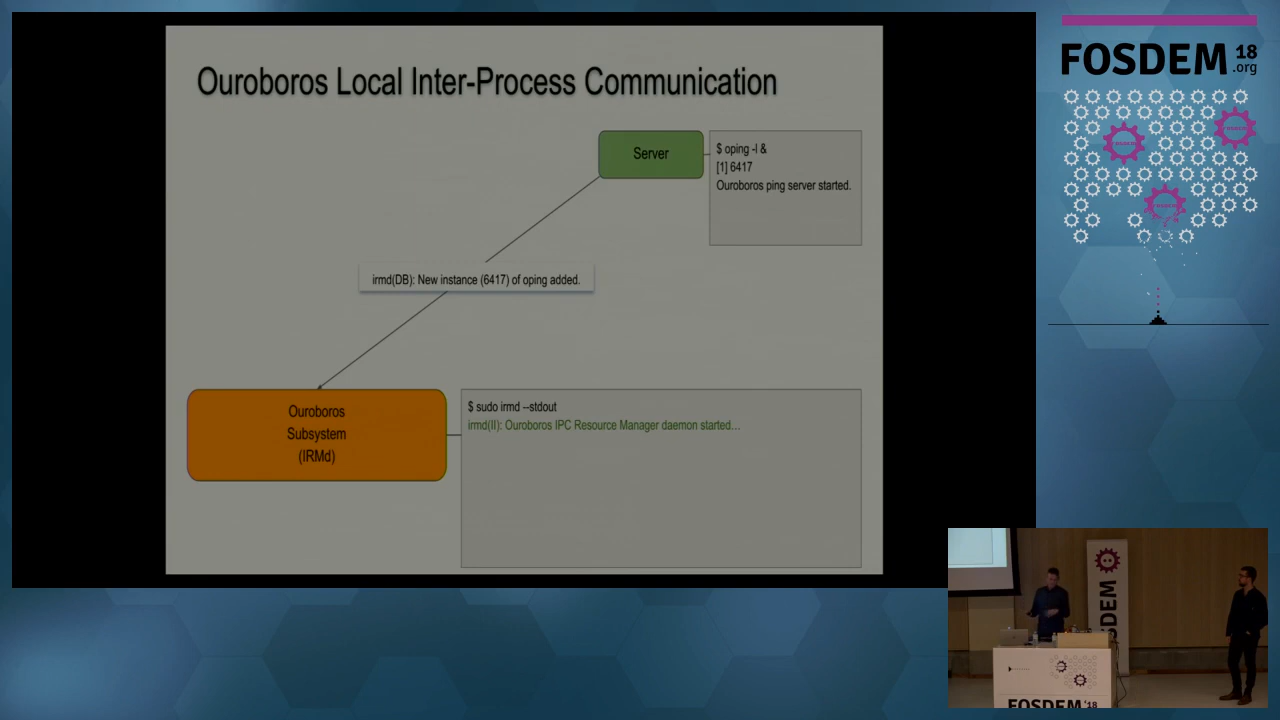 Ouroboros Local Inter-Process Communication
Server
$ oping -l &
[1] 6417
Ouroboros ping server started.
irmd(DB): New instance (6417) of oping added.
Ouroboros
Subsystem
(IRMd)
$ sudo irmd --stdout
irmd(II): Ouroboros IPC Resource Manager daemon started...
FOSDEM 18
.org
SDEM
FOSDEM '18